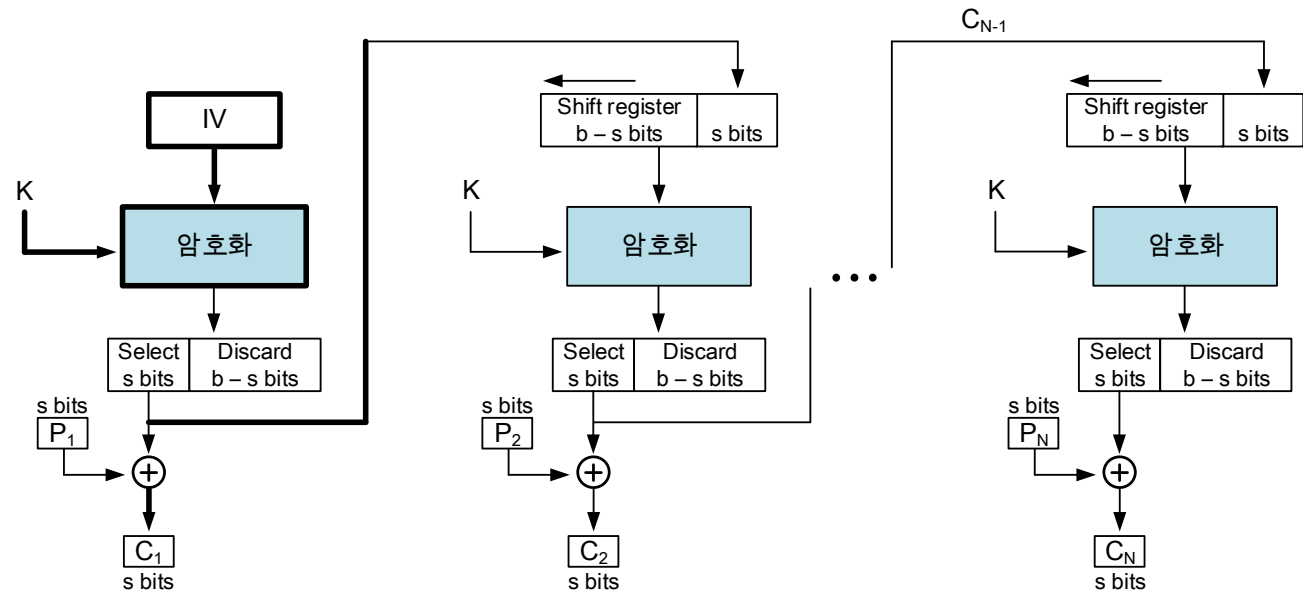 C_N-1
IV
Shift register
b – s bits
s bits
Shift register
b – s bits
s bits
K
암호화
K
암호화
•••
K
암호화
Select
s bits
Discard
b – s bits
Select
s bits
Discard
b – s bits
Select
s bits
Discard
b – s bits
s bits
P₁
s bits
P₂
s bits
P_N
C₁
s bits
C₂
s bits
C_N
s bits